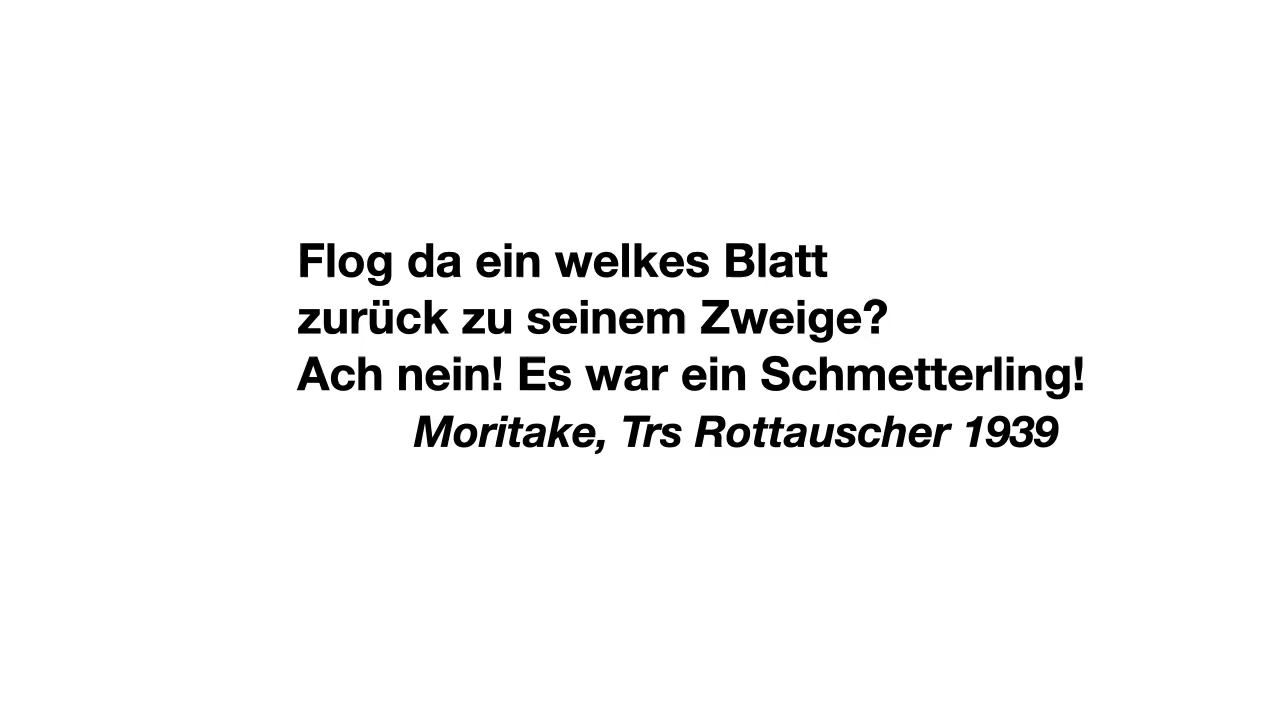 Flog da ein welkes Blatt
zurück zu seinem Zweige?
Ach nein! Es war ein Schmetterling!
Moritake, Trs Rottauscher 1939